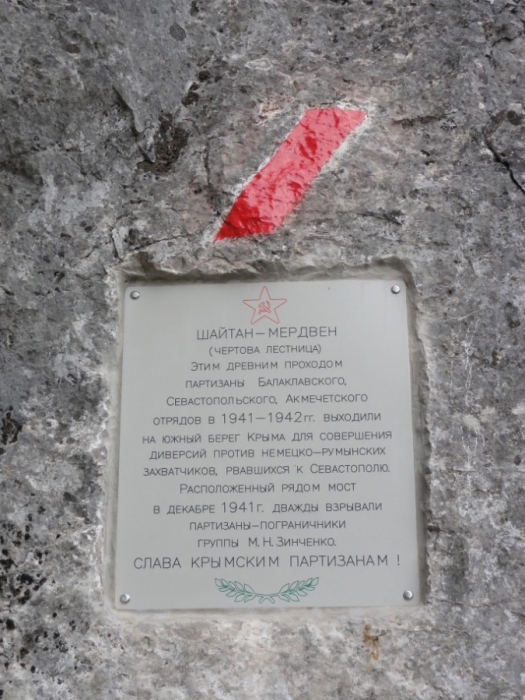 ШАЙТАН—МЕРДВЕН
(ЧЕРТОВА ЛЕСТНИЦА)
ЭТИМ ДРЕВНИМ ПРОХОДОМ
ПАРТИЗАНЫ БАЛАКЛАВСКОГО,
СЕВАСТОПОЛЬСКОГО, АКМЕЧЕТСКОГО
ОТРЯДОВ В 1941—1942ГГ. ВЫХОДИЛИ
НА ЮЖНЫЙ БЕРЕГ КРЫМА ДЛЯ СОВЕРШЕНИЯ
ДИВЕРСИЙ ПРОТИВ НЕМЕЦКО—РУМЫНСКИХ
ЗАХВАТЧИКОВ, РВАВШИХСЯ К СЕВАСТОПОЛЮ.
РАСПОЛОЖЕННЫЙ РЯДОМ МОСТ
В ДЕКАБРЕ 1941Г. ДВАЖДЫ ВЗРЫВАЛИ
ПАРТИЗАНЫ—ПОГРАНИЧНИКИ
ГРУППЫ М.Н.ЗИНЧЕНКО.
СЛАВА КРЫМСКИМ ПАРТИЗАНАМ !